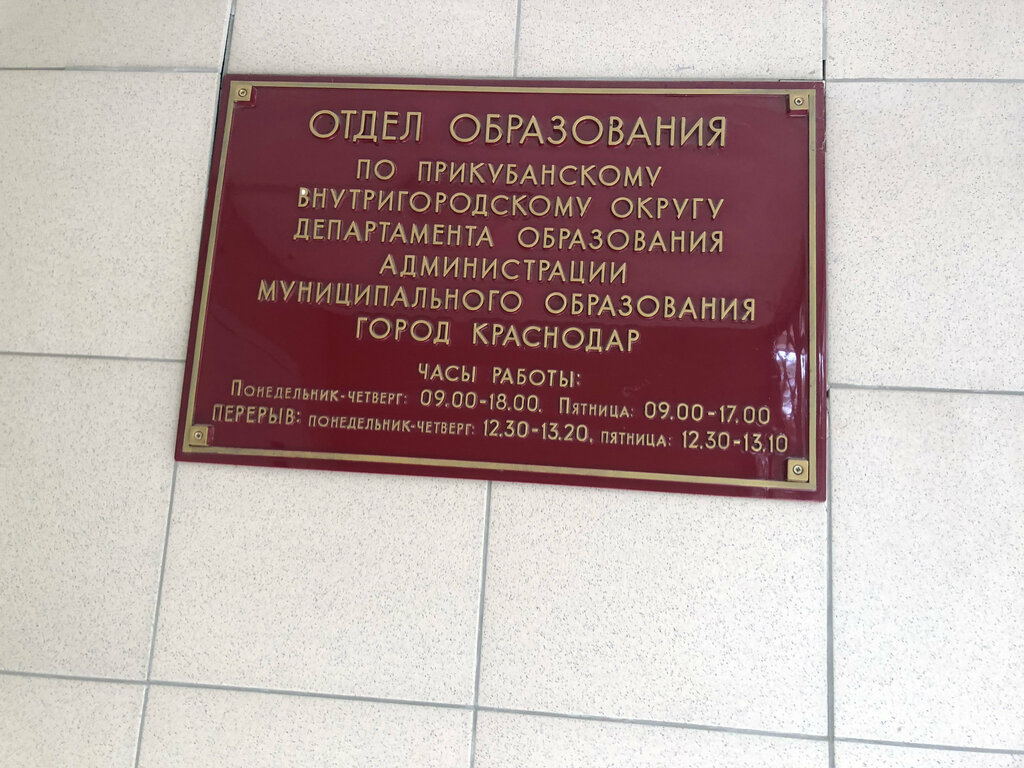 ОТДЕЛ ОБРАЗОВАНИЯ
ПО ПРИКУБАНСКОМУ
ВНУТРИГОРОДСКОМУ ОКРУГУ
ДЕПАРТАМЕНТА ОБРАЗОВАНИЯ
АДМИНИСТРАЦИИ
МУНИЦИПАЛЬНОГО ОБРАЗОВАНИЯ
ГОРОД КРАСНОДАР
ЧАСЫ РАБОТЫ:
ПОНЕДЕЛЬНИК-ЧЕТВЕРГ: 09.00-18.00. ПЯТНИЦА: 09.00-17.00
ПЕРЕРЫВ: ПОНЕДЕЛЬНИК-ЧЕТВЕРГ: 12.30-13.20, ПЯТНИЦА: 12.30-13.10